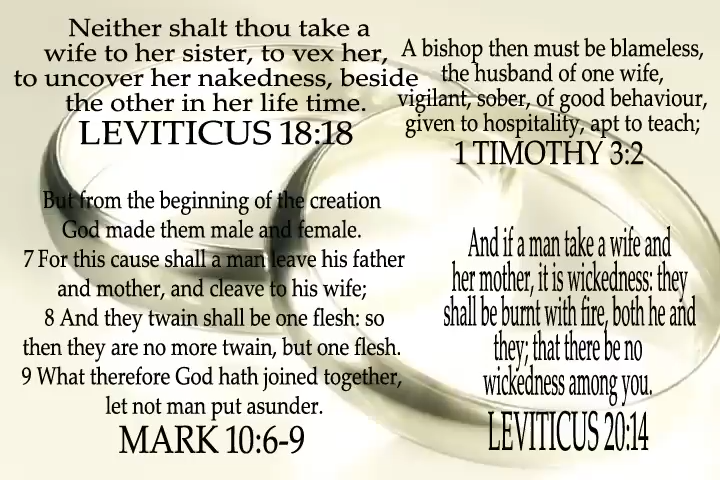 Neither shalt thou take a
wife to her sister, to vex her,
to uncover her nakedness, beside
the other in her life time.
LEVITICUS 18:18
A bishop then must be blameless,
the husband of one wife,
vigilant, sober, of good behaviour,
given to hospitality, apt to teach;
1 TIMOTHY 3:2
But from the beginning of the creation
God made them male and female.
7 For this cause shall a man leave his father
and mother, and cleave to his wife;
8 And they twain shall be one flesh: so
then they are no more twain, but one flesh.
9 What therefore God hath joined together,
let not man put asunder.
MARK 10:6-9
And if a man take a wife and
her mother, it is wickedness: they
shall be burnt with fire, both he and
they; that there be no
wickedness among you.
LEVITICUS 20:14